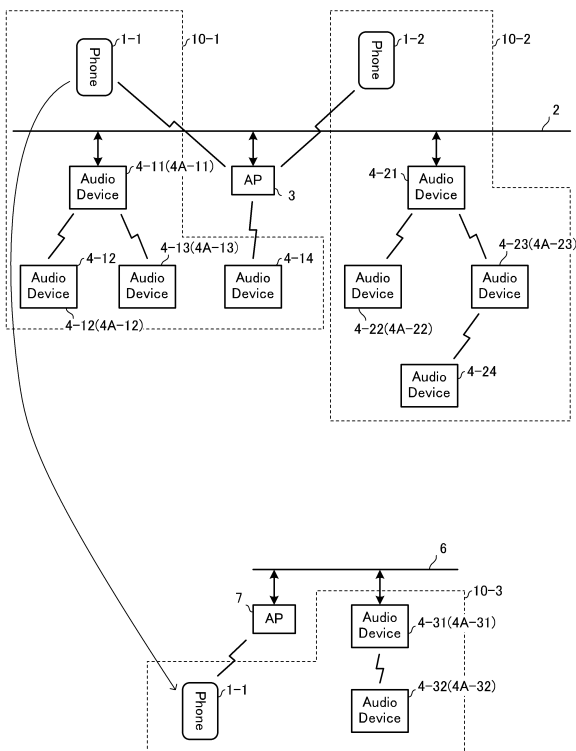 1-1
10-1
Phone
1-2
10-2
Phone
2
4-11(4A-11)
Audio
Device
AP
3
4-21
Audio
Device
4-12
Audio
Device
4-12(4A-12)
4-13(4A-13)
Audio
Device
4-14
Audio
Device
Audio
Device
4-22(4A-22)
4-23(4A-23)
Audio
Device
4-24
Audio
Device
6
7
AP
10-3
Audio
Device
4-31(4A-31)
1-1
Phone
Audio
Device
4-32(4A-32)